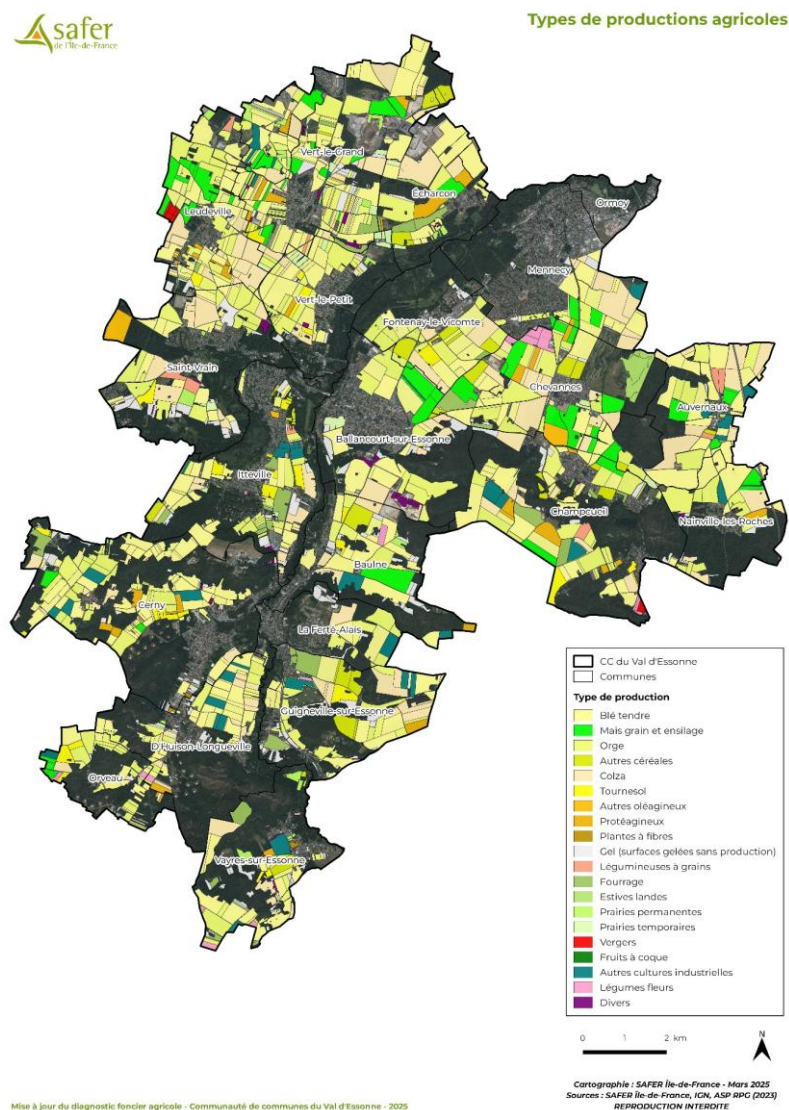 safer
de l'Île-de-France
Types de productions agricoles
Vert-le-Grand
Écharcon
Ormoy
Leudeville
Mennecy
Vert-le-Petit
Fontenay-le-Vicomte
Saint-Vrain
Chevannes
Auvernaux
Ballancourt-sur-Essonne
Itteville
Champcueil
Nainville-les-Roches
Baulne
Cerny
La Ferté-Alais
Guigneville-sur-Essonne
D'Huison-Longueville
Orveau
Vayres-sur-Essonne
CC du Val d'Essonne
Communes
Type de production
Blé tendre
Mais grain et ensilage
Orge
Autres céréales
Colza
Tournesol
Autres oléagineux
Protéagineux
Plantes à fibres
Gel (surfaces gelées sans production)
Légumineuses à grains
Fourrage
Estives landes
Prairies permanentes
Prairies temporaires
Vergers
Fruits à coque
Autres cultures industrielles
Légumes fleurs
Divers
0 1 2 km
N
Cartographie : SAFER Île-de-France - Mars 2025
Sources : SAFER Île-de-France, IGN, ASP RPG (2023)
REPRODUCTION INTERDITE
Mise à jour du diagnostic foncier agricole - Communauté de communes du Val d'Essonne - 2025